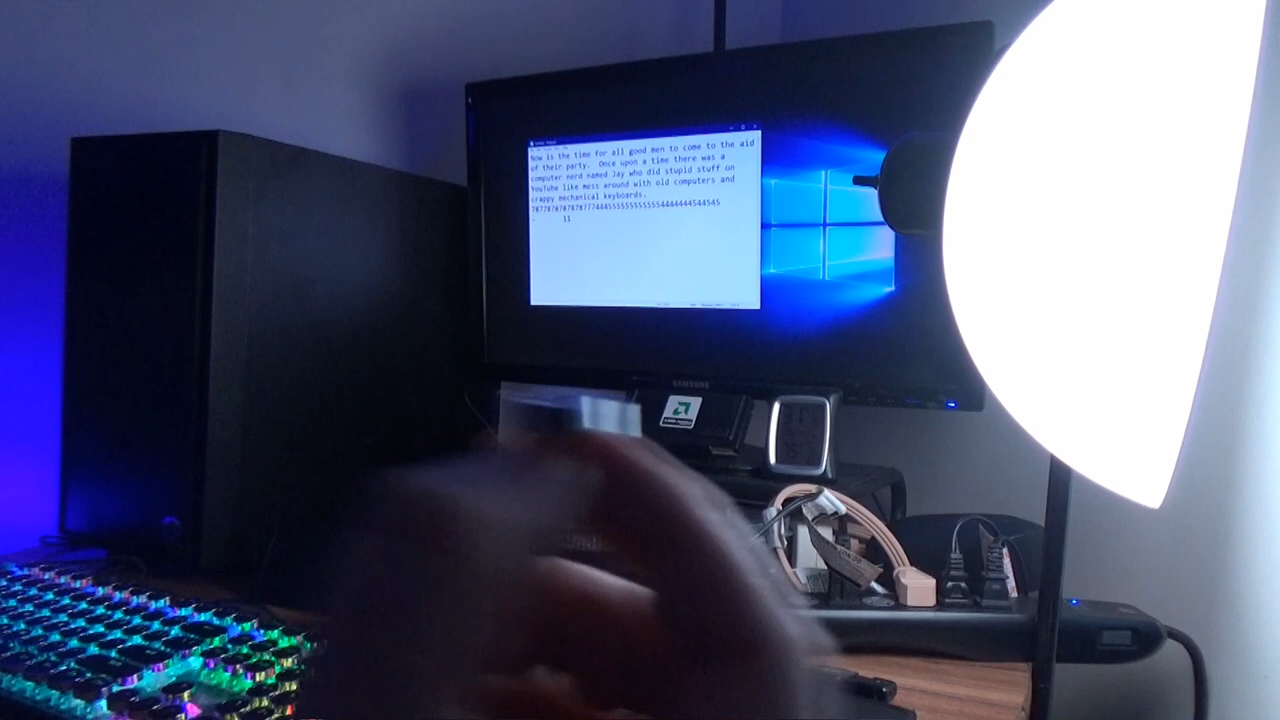 Now is the time for all good men to come to the aid
of their party.  Once upon a time there was a
computer nerd named Jay who did stupid stuff on
YouTube like mess around with old computers and
crappy mechanical keyboards.
11
SAMSUNG